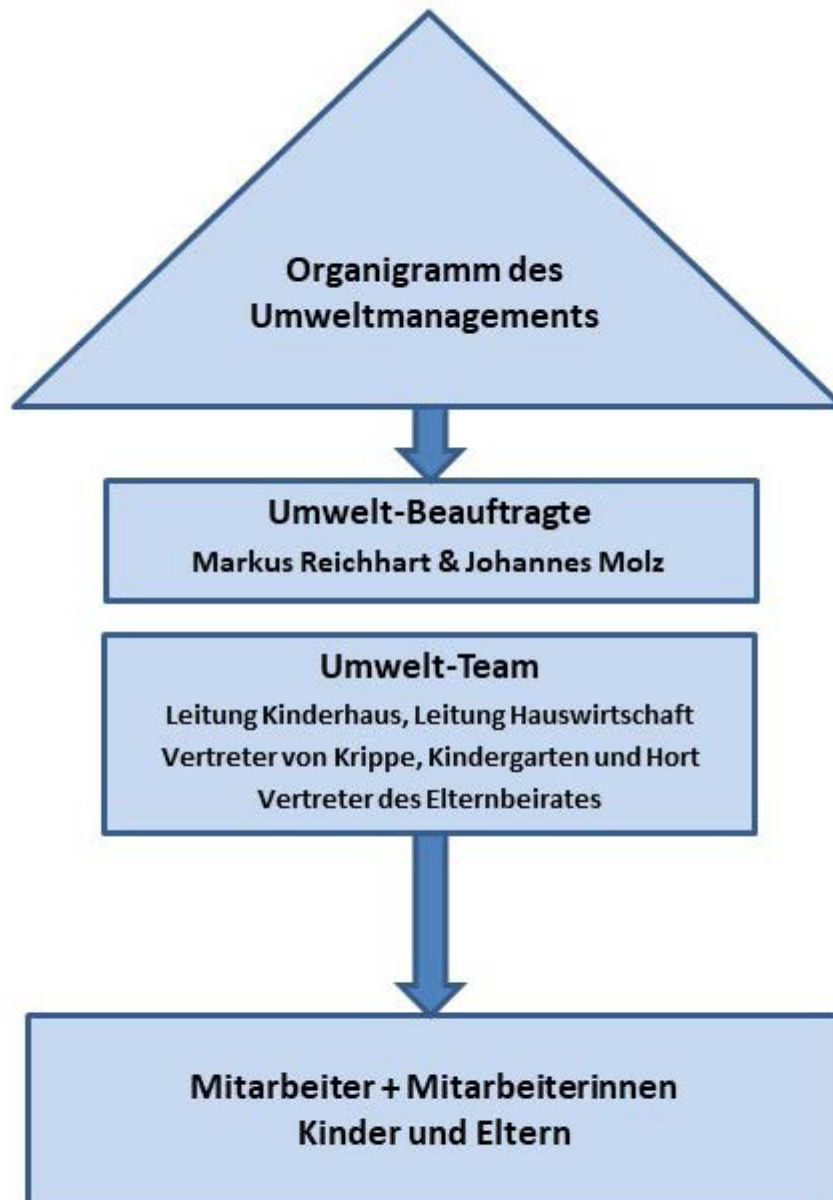 Organigramm des
Umweltmanagements
Umwelt-Beauftragte
Markus Reichhart & Johannes Molz
Umwelt-Team
Leitung Kinderhaus, Leitung Hauswirtschaft
Vertreter von Krippe, Kindergarten und Hort
Vertreter des Elternbeirates
Mitarbeiter + Mitarbeiterinnen
Kinder und Eltern